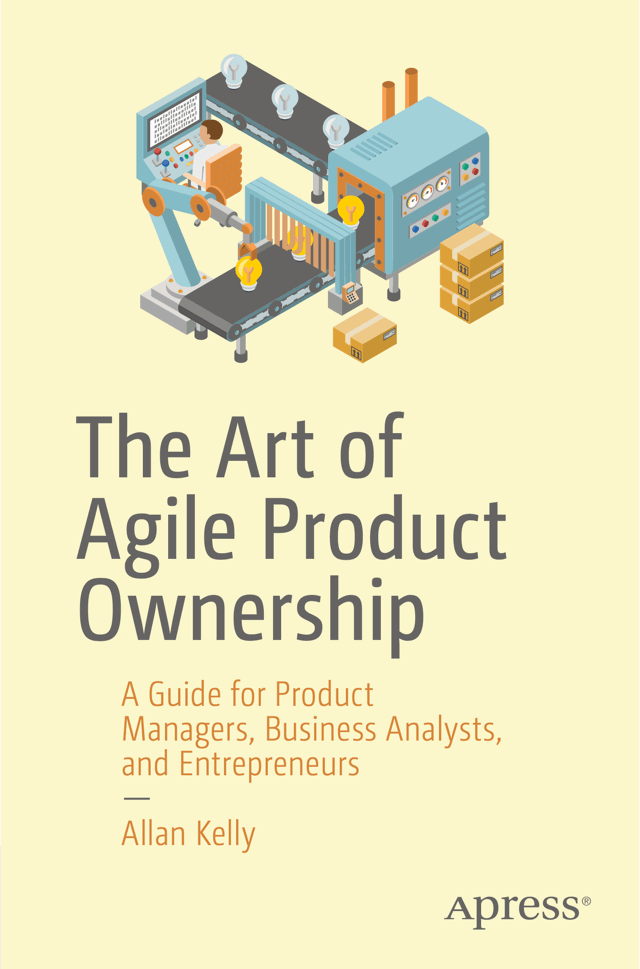 The Art of
Agile Product
Ownership
A Guide for Product
Managers, Business Analysts,
and Entrepreneurs
—
Allan Kelly
Apress®